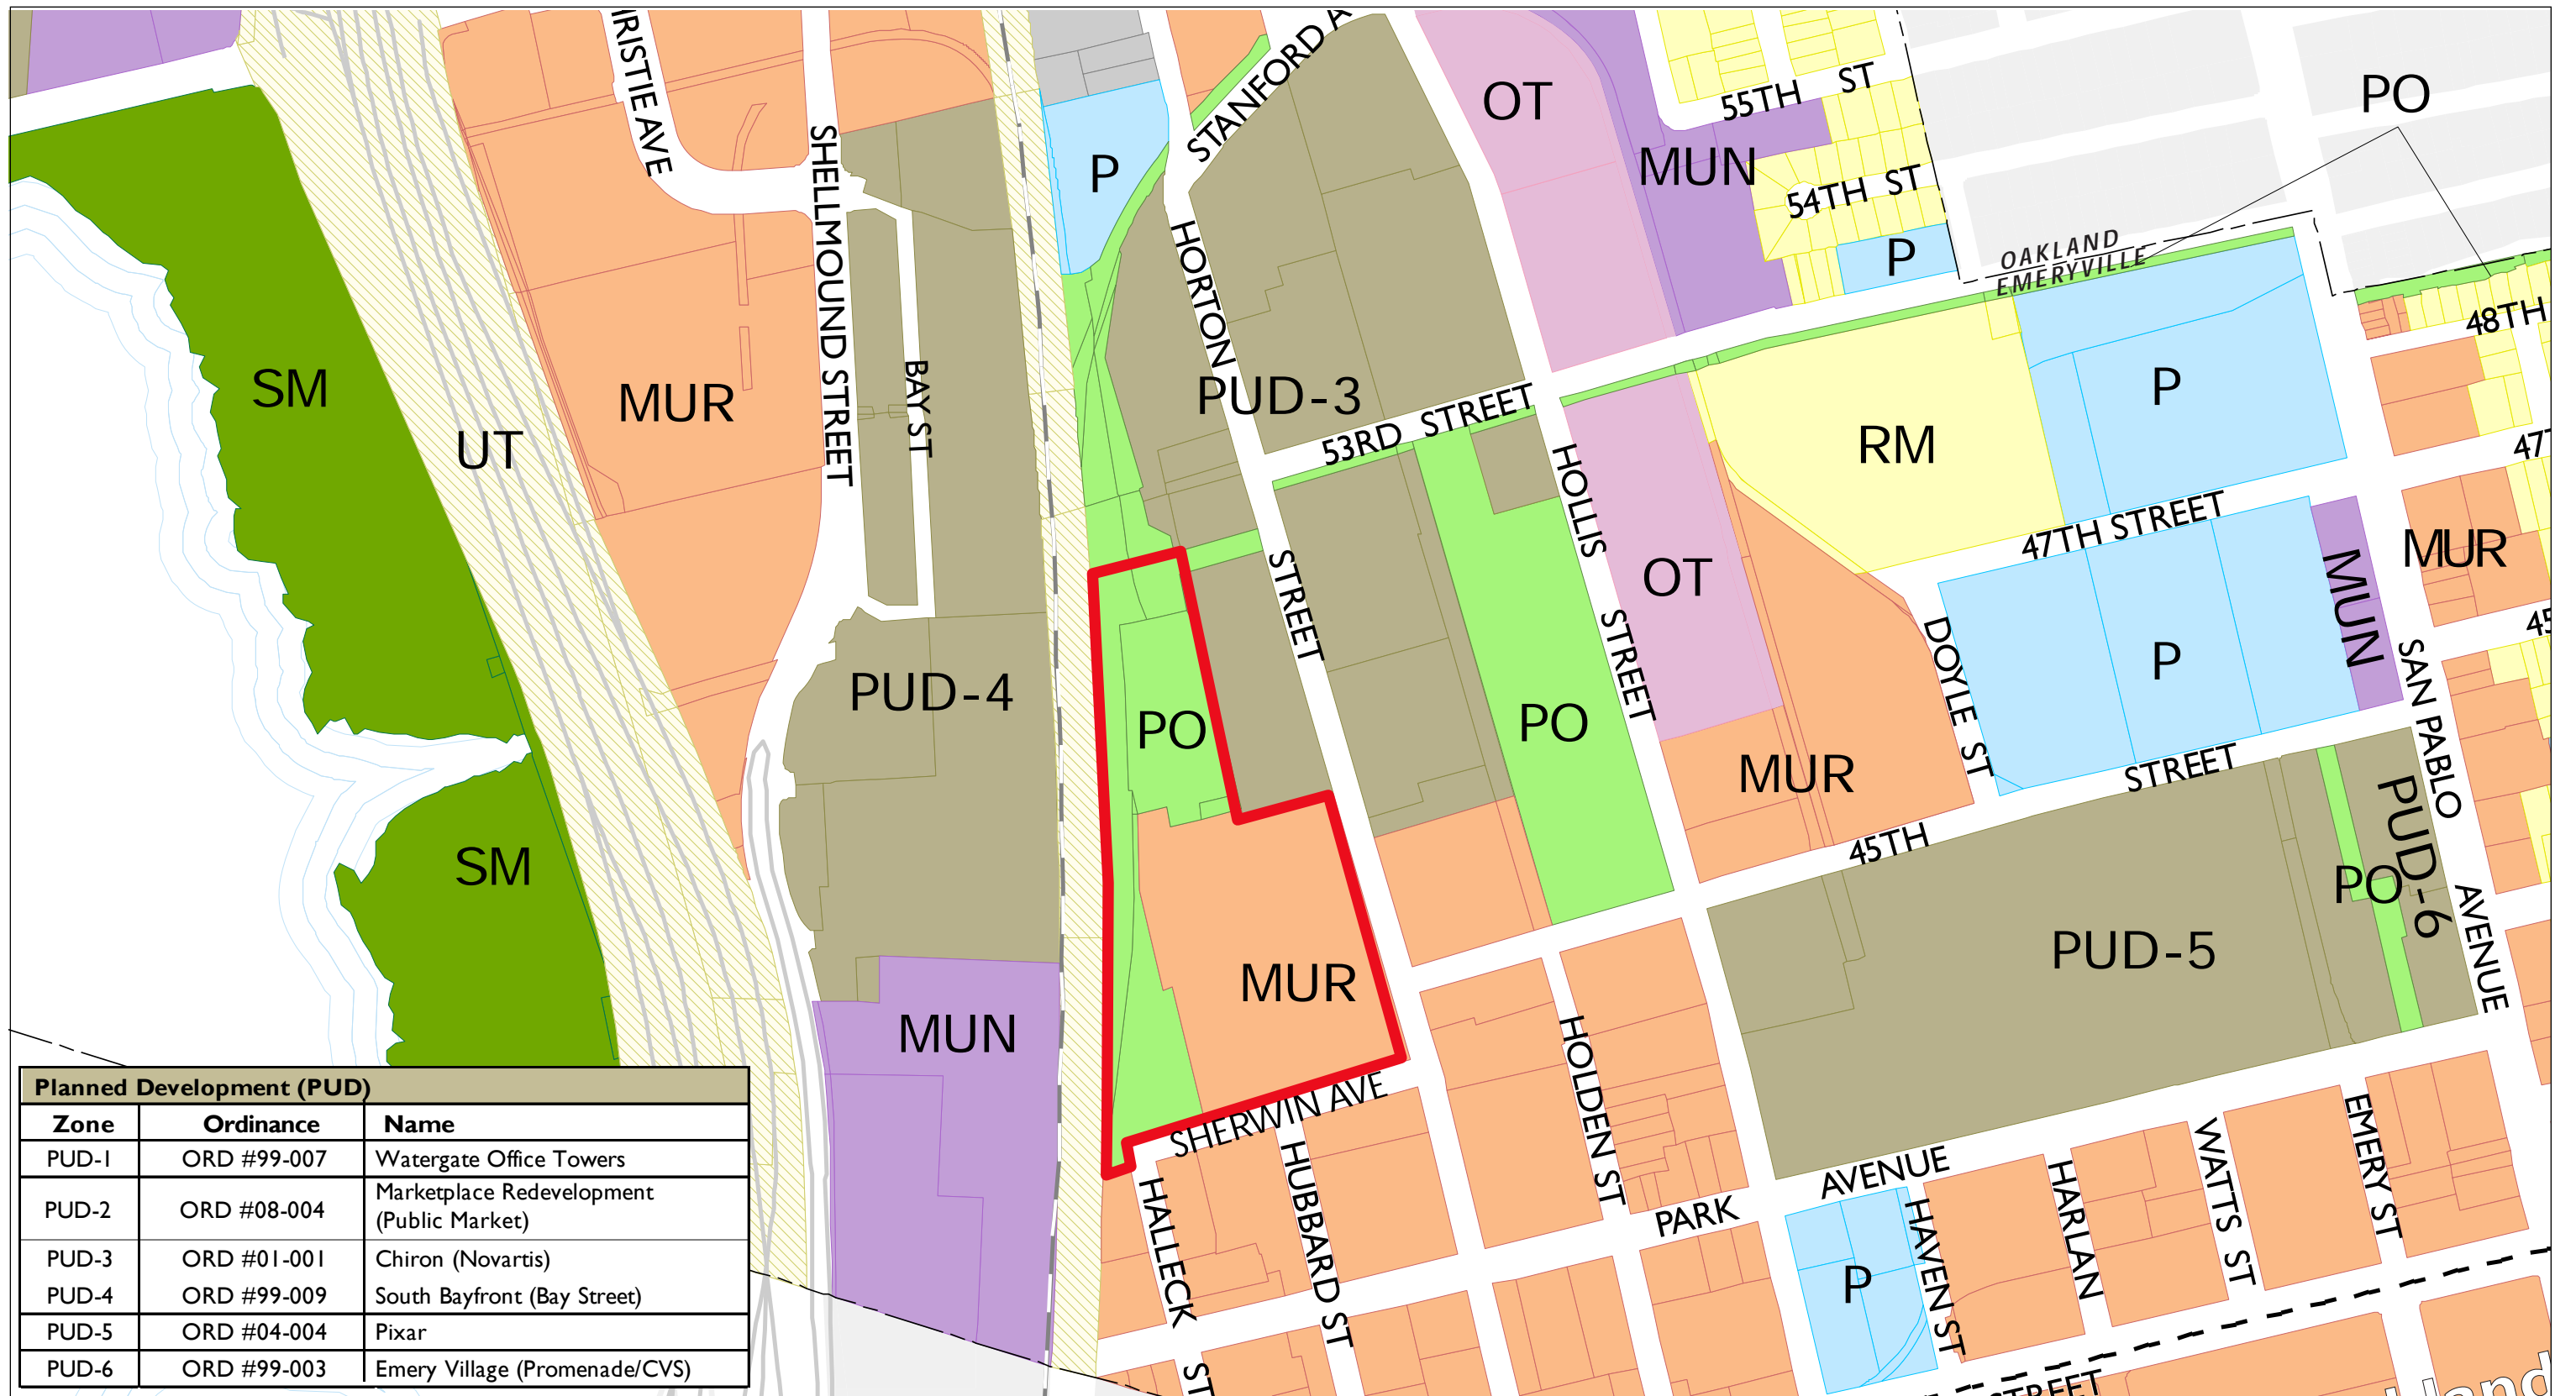 RISTIE AVE
STANFORD A
OT
55TH ST
PO
P
SHELLMOUND STREET
MUN
54TH ST
P
HORTON STREET
OAKLAND
EMERYVILLE
48TH
SM
UT
MUR
BAY ST
PUD-3
53RD STREET
HOLLIS STREET
RM
P
47TH STREET
MUR
OT
MUN
PUD-4
PO
PO
DOYLE ST
P
SAN PABLO AVENUE
MUR
45TH STREET
PUD-6
PO
SM
MUR
PUD-5
MUN
HOLDEN ST
SHERWIN AVE
HALLECK ST
HUBBARD ST
PARK AVENUE
P
HAVEN ST
HARLAN
WATTS ST
EMERY ST
STREET
Planned Development (PUD)
Zone Ordinance Name
PUD-1 ORD #99-007 Watergate Office Towers
PUD-2 ORD #08-004 Marketplace Redevelopment
(Public Market)
PUD-3 ORD #01-001 Chiron (Novartis)
PUD-4 ORD #99-009 South Bayfront (Bay Street)
PUD-5 ORD #04-004 Pixar
PUD-6 ORD #99-003 Emery Village (Promenade/CVS)